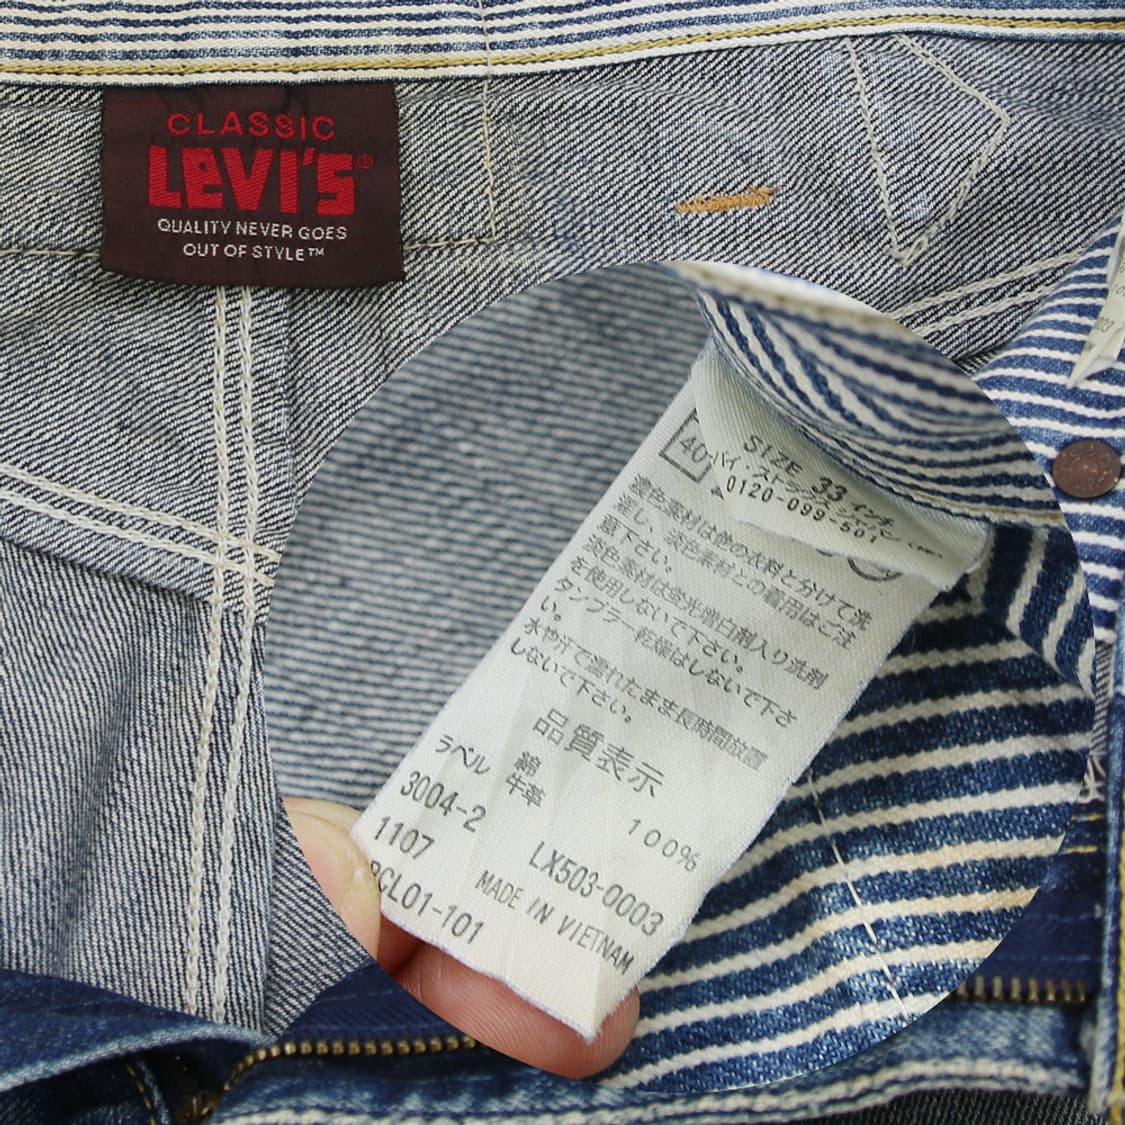 CLASSIC
LEVI'S®
QUALITY NEVER GOES
OUT OF STYLE™
SIZE 33 インチ
40
0120-099-501
濃色素材は他の衣料と分けて洗
濯し、淡色素材との着用はご注
意下さい。
淡色素材は蛍光増白剤入り洗剤
を使用しないで下さい。
タンブラー乾燥はしないで下さ
い。
水や汗で濡れたまま長時間放置
しないで下さい。
品質表示
ラベル 綿 100%
牛革
3004-2
1107 LX503-0003
PCL01-101 MADE IN VIETNAM